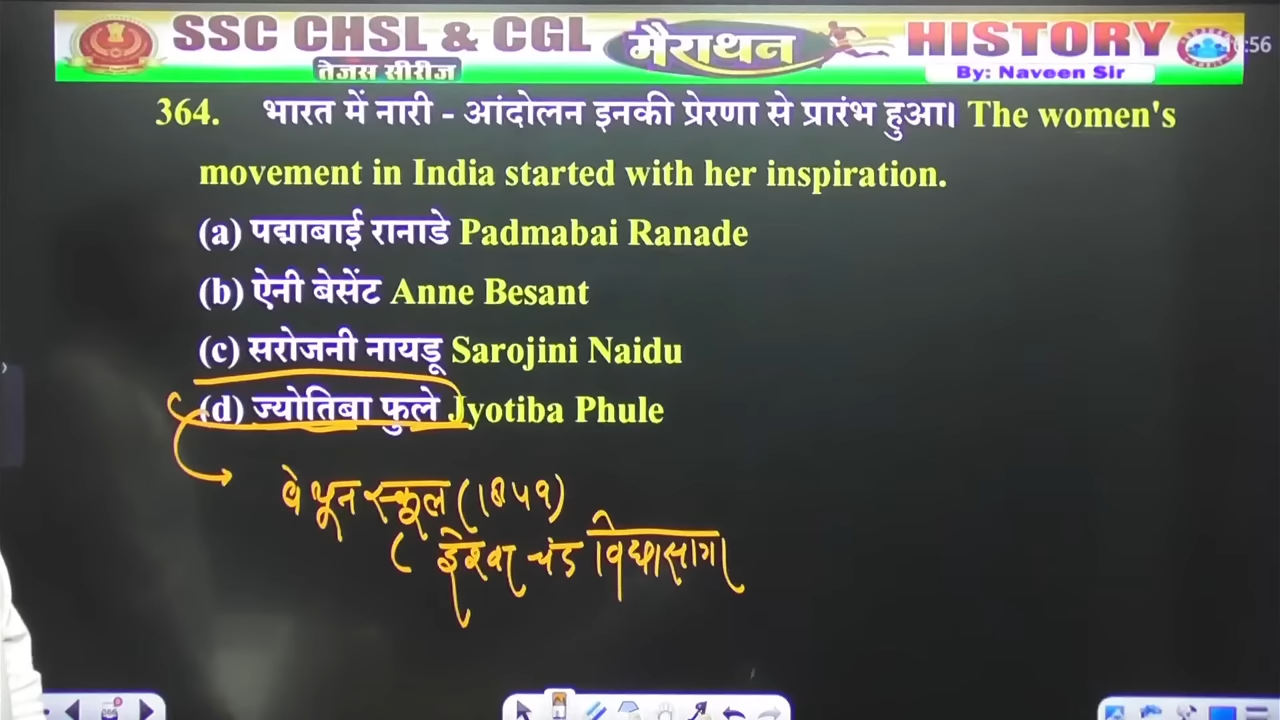 SSC CHSL & CGL मैराथन HISTORY
तेजस सीरीज By: Naveen Sir
364. भारत में नारी - आंदोलन इनकी प्रेरणा से प्रारंभ हुआ। The women's
movement in India started with her inspiration.
(a) पद्माबाई रानाडे Padmabai Ranade
(b) ऐनी बेसेंट Anne Besant
(c) सरोजनी नायडू Sarojini Naidu
(d) ज्योतिबा फुले Jyotiba Phule
बेथून स्कूल (1849)
ईश्वर चंद्र विद्यासागर